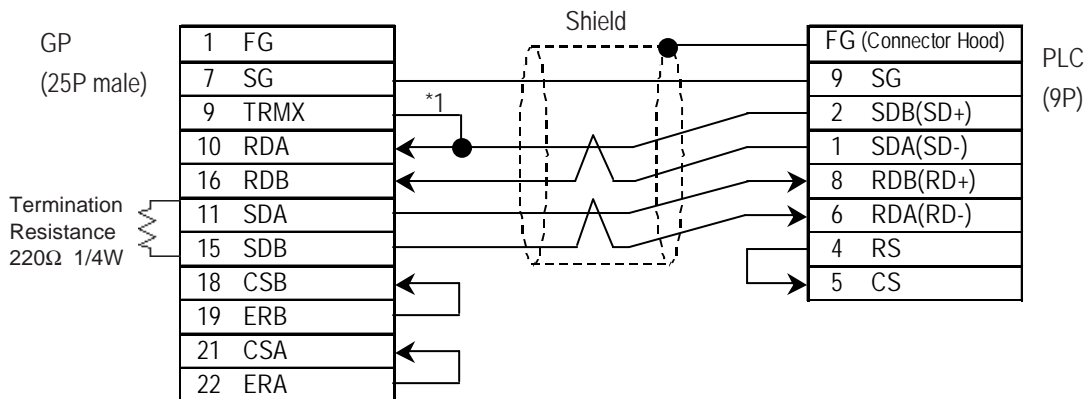 Shield
GP
(25P male)
1 FG
7 SG
9 TRMX
10 RDA
16 RDB
11 SDA
15 SDB
18 CSB
19 ERB
21 CSA
22 ERA
*1
Termination
Resistance
220Ω 1/4W
FG (Connector Hood)
9 SG
2 SDB(SD+)
1 SDA(SD-)
8 RDB(RD+)
6 RDA(RD-)
4 RS
5 CS
PLC
(9P)